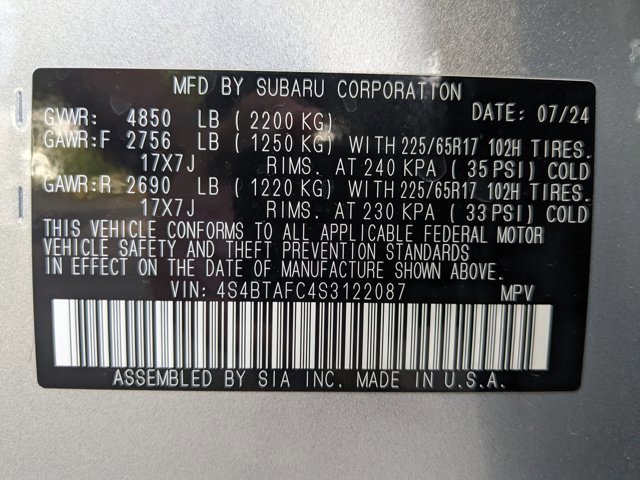 MFD BY SUBARU CORPORATION
GVWR: 4850 LB ( 2200 KG) DATE: 07/24
GAWR:F 2756 LB ( 1250 KG) WITH 225/65R17 102H TIRES.
17X7J RIMS. AT 240 KPA ( 35 PSI) COLD
GAWR:R 2690 LB ( 1220 KG) WITH 225/65R17 102H TIRES.
17X7J RIMS. AT 230 KPA ( 33 PSI) COLD
THIS VEHICLE CONFORMS TO ALL APPLICABLE FEDERAL MOTOR
VEHICLE SAFETY AND THEFT PREVENTION STANDARDS
IN EFFECT ON THE DATE OF MANUFACTURE SHOWN ABOVE.
VIN: 4S4BTAFC4S3122087 MPV
ASSEMBLED BY SIA INC. MADE IN U.S.A.